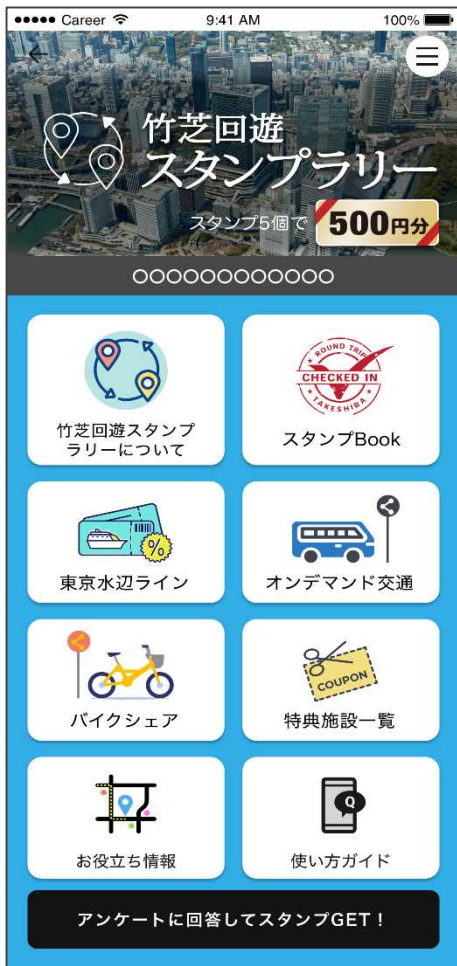 ●●●●● Career 9:41 AM 100%
竹芝回遊
スタンプラリー
スタンプ5個で 500円分
○○○○○○○○○○○○
竹芝回遊スタンプ
ラリーについて
ROUND TRIP
CHECKED IN
TAKESHIBA
スタンプBook
%
東京水辺ライン
オンデマンド交通
バイクシェア
COUPON
特典施設一覧
お役立ち情報
Q
使い方ガイド
アンケートに回答してスタンプGET！